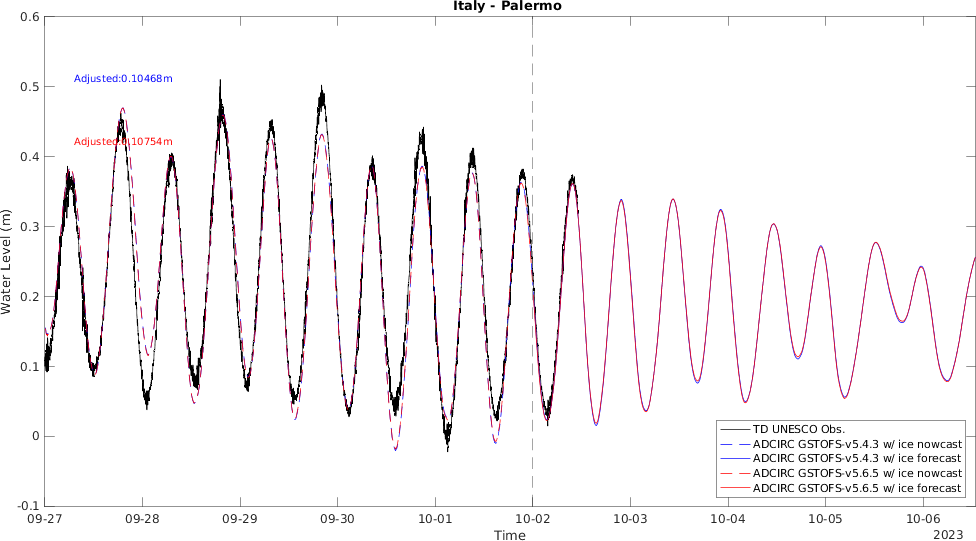 Italy - Palermo
0.6
0.5
0.4
0.3
0.2
0.1
0
-0.1
Water Level (m)
Adjusted:0.10468m
Adjusted:0.10754m
TD UNESCO Obs.
ADCIRC GSTOFS-v5.4.3 w/ ice nowcast
ADCIRC GSTOFS-v5.4.3 w/ ice forecast
ADCIRC GSTOFS-v5.6.5 w/ ice nowcast
ADCIRC GSTOFS-v5.6.5 w/ ice forecast
09-27 09-28 09-29 09-30 10-01 10-02 10-03 10-04 10-05 10-06
Time
2023